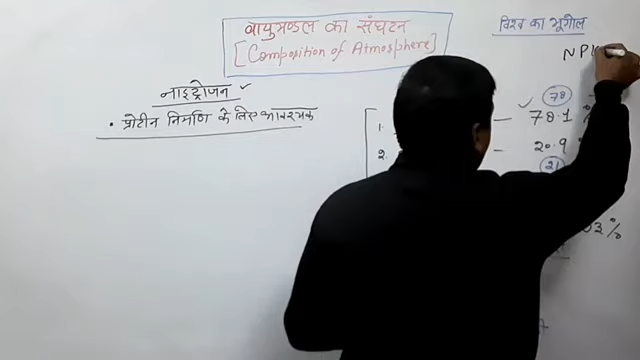 वायुमण्डल का संघटन
[Composition of Atmosphere]
विश्व का भूगोल
NPK
नाइट्रोजन ✓
• प्रोटीन निर्माण के लिए आवश्यक
78
1. ✓ — 78.1
2. — 20.9
21
03%